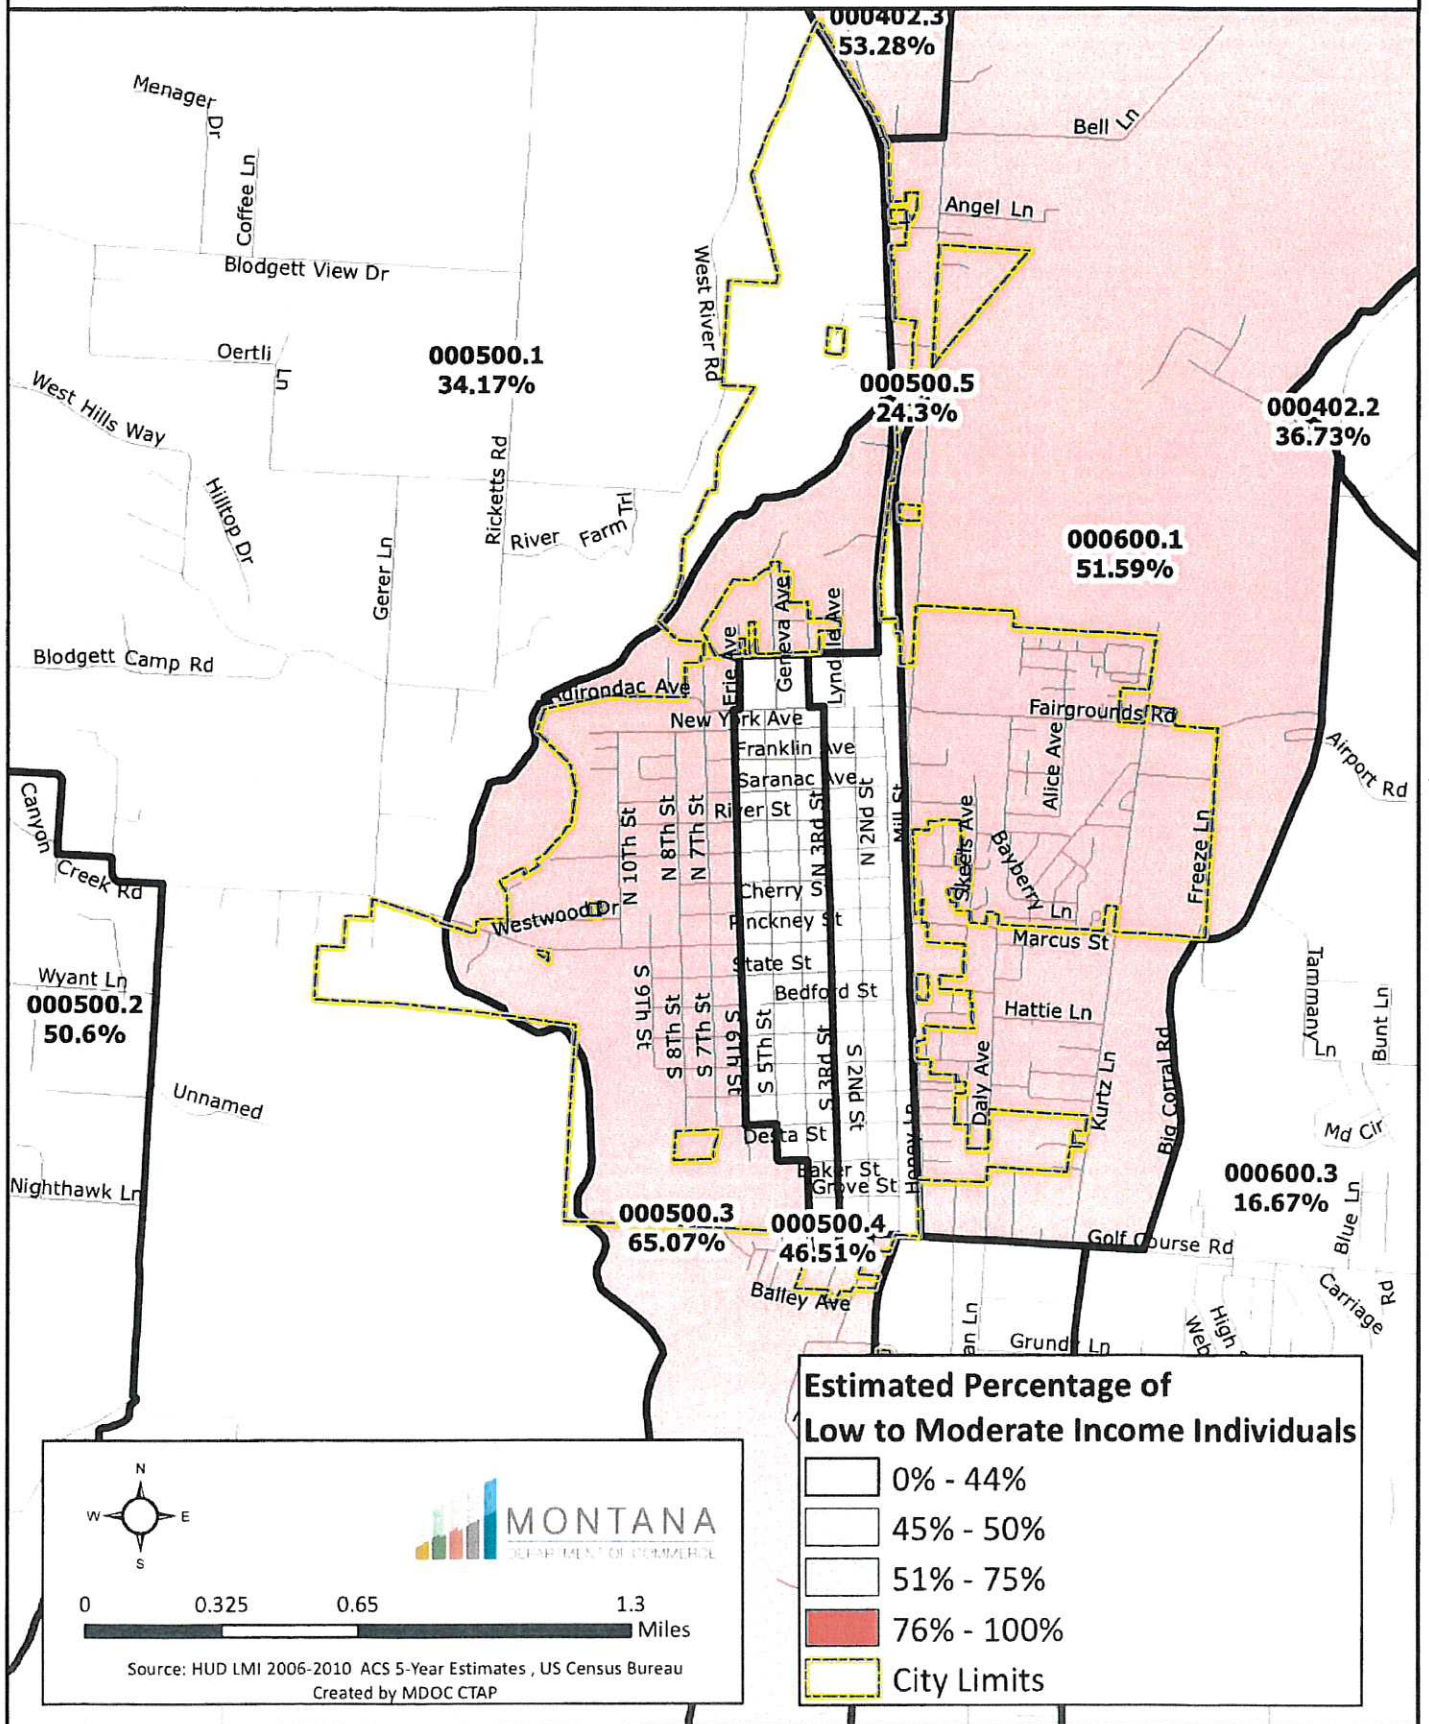 000402.3
53.28%
Menager Dr
Bell Ln
Coffee Ln
Angel Ln
Blodgett View Dr
West River Rd
Oertli Ln
000500.1
34.17%
000500.5
24.3%
West Hills Way
000402.2
36.73%
Ricketts Rd
Hilltop Dr
River Farm Trl
000600.1
51.59%
Gerer Ln
Geneva Ave
Erie Ave
Blodgett Camp Rd
New York Ave
Fairgrounds Rd
Franklin Ave
Alice Ave
Airport Rd
Saranac Ave
River St
N 10Th St
N 8Th St
N 7Th St
N 3Rd St
N 2Nd St
Mill St
Skeels Ave
Bayberry Ln
Freeze Ln
Canyon Creek Rd
Cherry St
Westwood Dr
Marcus St
State St
Wyant Ln
000500.2
50.6%
Bedford St
Hattie Ln
Tammany Ln
Bunt Ln
S 9Th St
S 8Th St
S 7Th St
S 6Th St
S 5Th St
S 3Rd St
S 2Nd St
Daly Ave
Kurtz Ln
Big Corral Rd
Unnamed
Desta St
Md Cir
Nighthawk Ln
Grove St
000600.3
16.67%
Blue Ln
000500.3
65.07%
000500.4
46.51%
Golf Course Rd
Bailey Ave
Carriage Rd
Grundy Ln
an Ln
High
Web
Estimated Percentage of
Low to Moderate Income Individuals
0% - 44%
45% - 50%
51% - 75%
76% - 100%
City Limits
N
W E
S
MONTANA
DEPARTMENT OF COMMERCE
0 0.325 0.65 1.3
Miles
Source: HUD LMI 2006-2010 ACS 5-Year Estimates , US Census Bureau
Created by MDOC CTAP